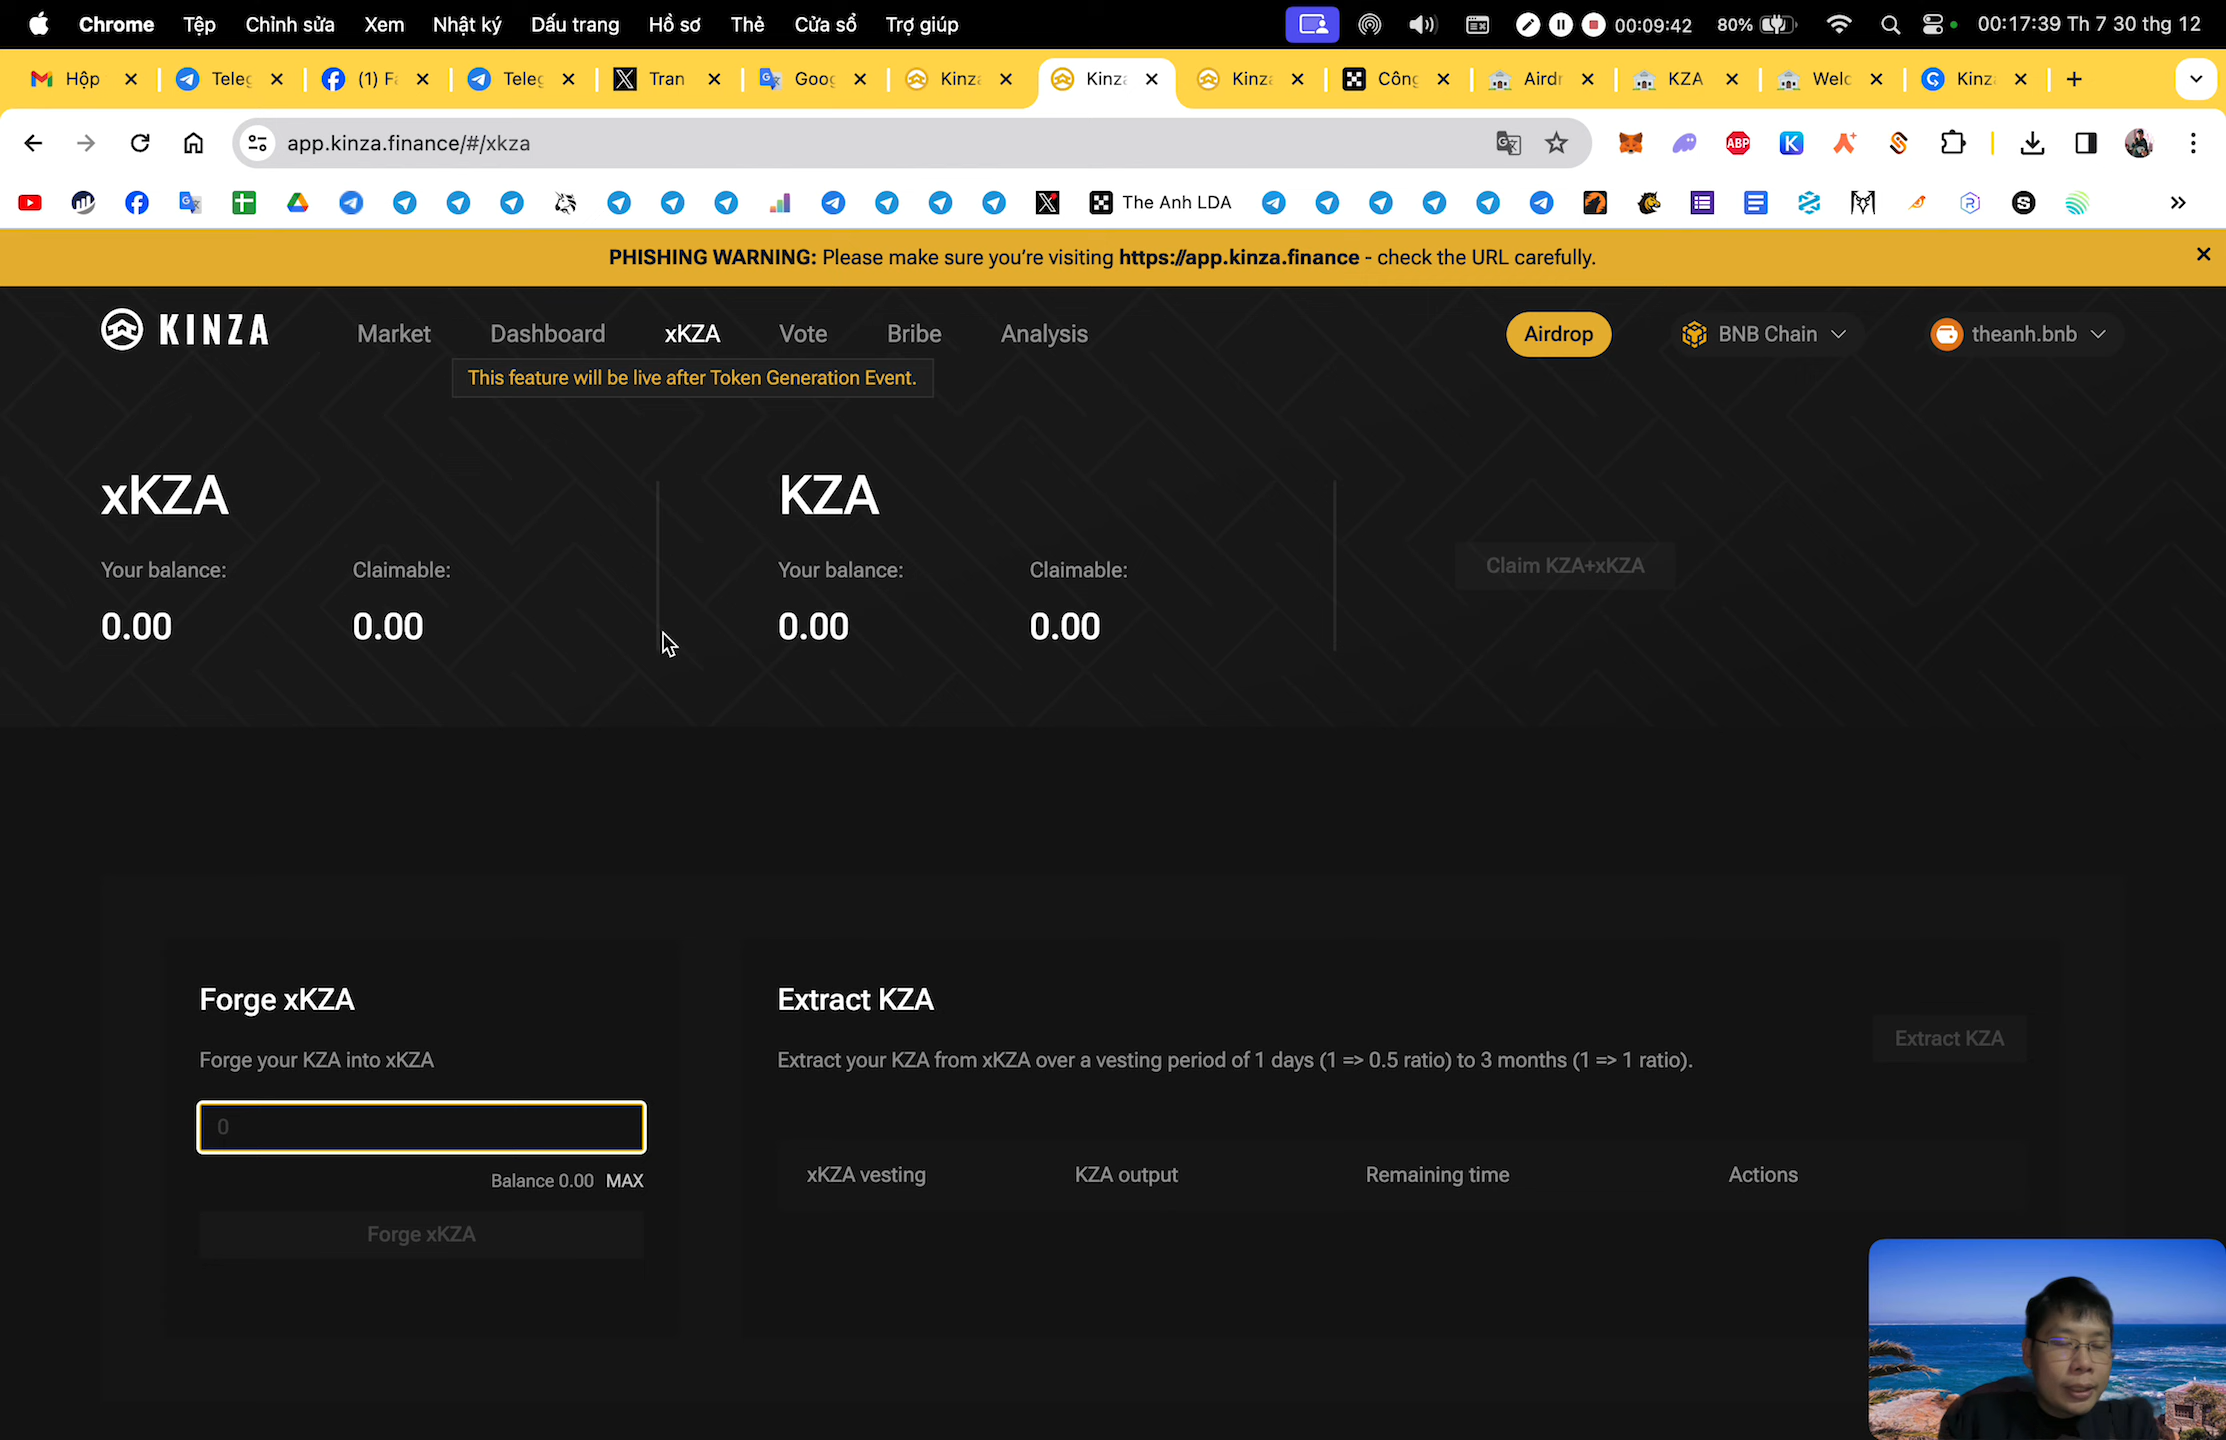 Chrome Tệp Chỉnh sửa Xem Nhật ký Dấu trang Hồ sơ Thẻ Cửa sổ Trợ giúp 00:09:42 80% 00:17:39 Th 7 30 thg 12
Hộp Teleg (1) Fa Teleg Tran Goog Kinza Kinza Kinza Công Airdr KZA Welc Kinz
app.kinza.finance/#/xkza ABP
The Anh LDA
PHISHING WARNING: Please make sure you're visiting https://app.kinza.finance - check the URL carefully.
KINZA Market Dashboard xKZA Vote Bribe Analysis Airdrop BNB Chain theanh.bnb
This feature will be live after Token Generation Event.
xKZA KZA
Your balance: Claimable: Your balance: Claimable: Claim KZA+xKZA
0.00 0.00 0.00 0.00
Forge xKZA Extract KZA
Forge your KZA into xKZA Extract your KZA from xKZA over a vesting period of 1 days (1 => 0.5 ratio) to 3 months (1 => 1 ratio). Extract KZA
0
Balance 0.00 MAX xKZA vesting KZA output Remaining time Actions
Forge xKZA